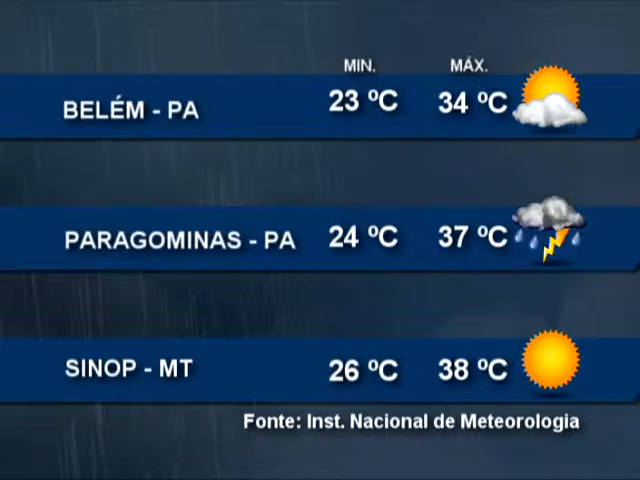 MIN. MÁX.
BELÉM - PA 23 ºC 34 ºC
PARAGOMINAS - PA 24 ºC 37 ºC
SINOP - MT 26 ºC 38 ºC
Fonte: Inst. Nacional de Meteorologia